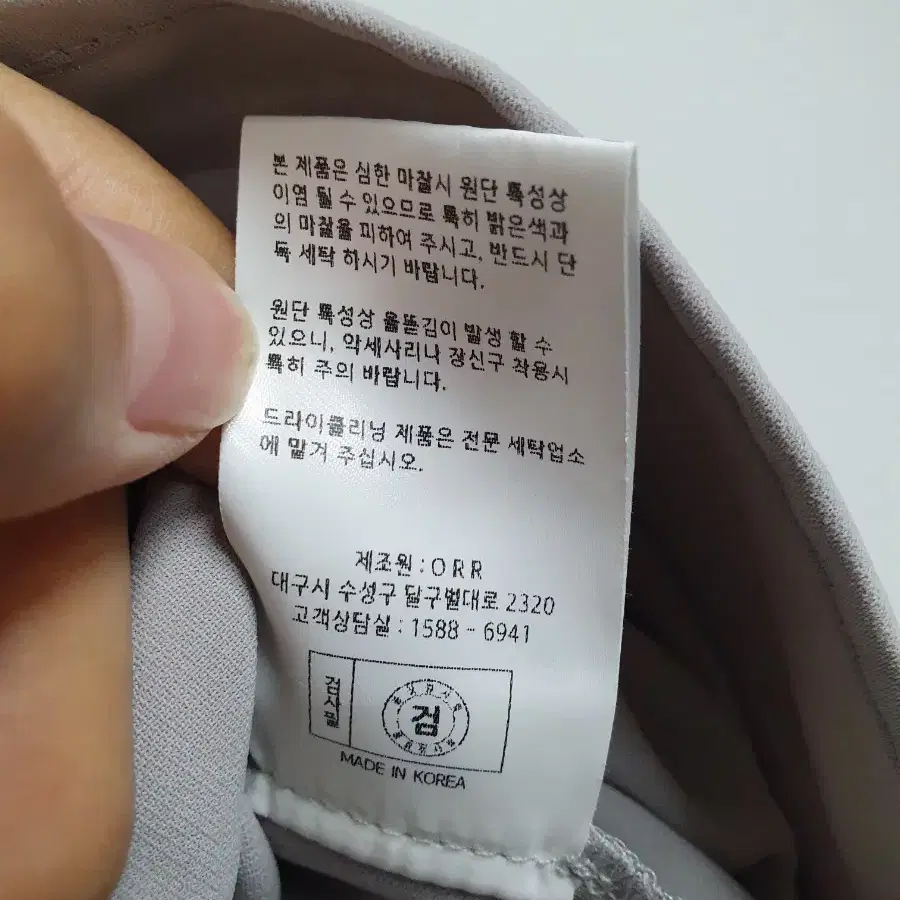 본 제품은 심한 마찰시 원단 특성상
이염 될 수 있으므로 특히 밝은색과
의 마찰을 피하여 주시고, 반드시 단
독 세탁 하시기 바랍니다.
원단 특성상 올뜯김이 발생 할 수
있으니, 악세사리나 장신구 착용시
특히 주의 바랍니다.
드라이클리닝 제품은 전문 세탁업소
에 맡겨 주십시오.
제조원 : ORR
대구시 수성구 달구벌대로 2320
고객상담실 : 1588 - 6941
검사필
검
MADE IN KOREA